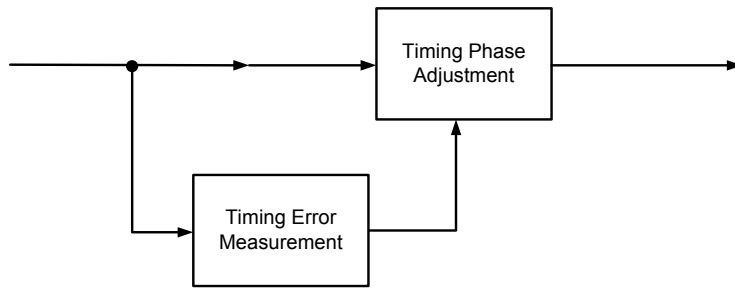 Timing Phase
Adjustment
Timing Error
Measurement